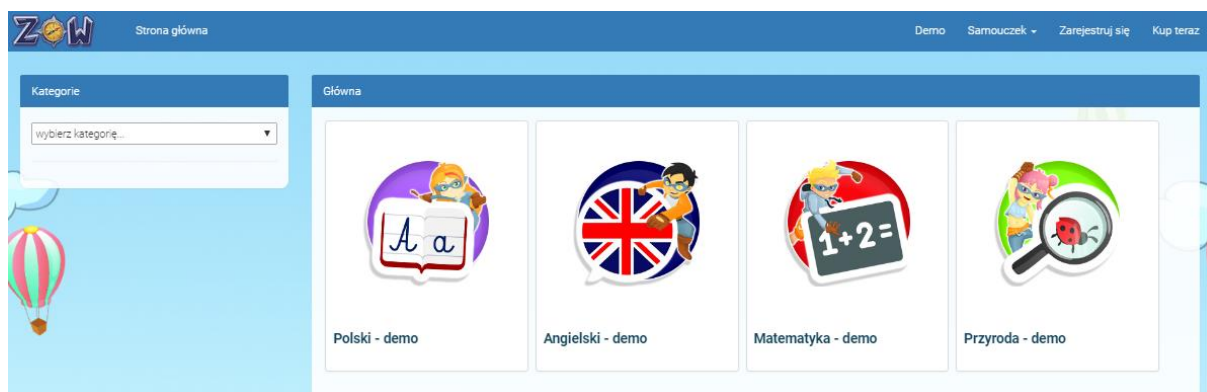 ZOW
Strona główna
Demo
Samouczek
Zarejestruj się
Kup teraz
Kategorie
wybierz kategorię...
Główna
A a
1+2=
Polski - demo
Angielski - demo
Matematyka - demo
Przyroda - demo